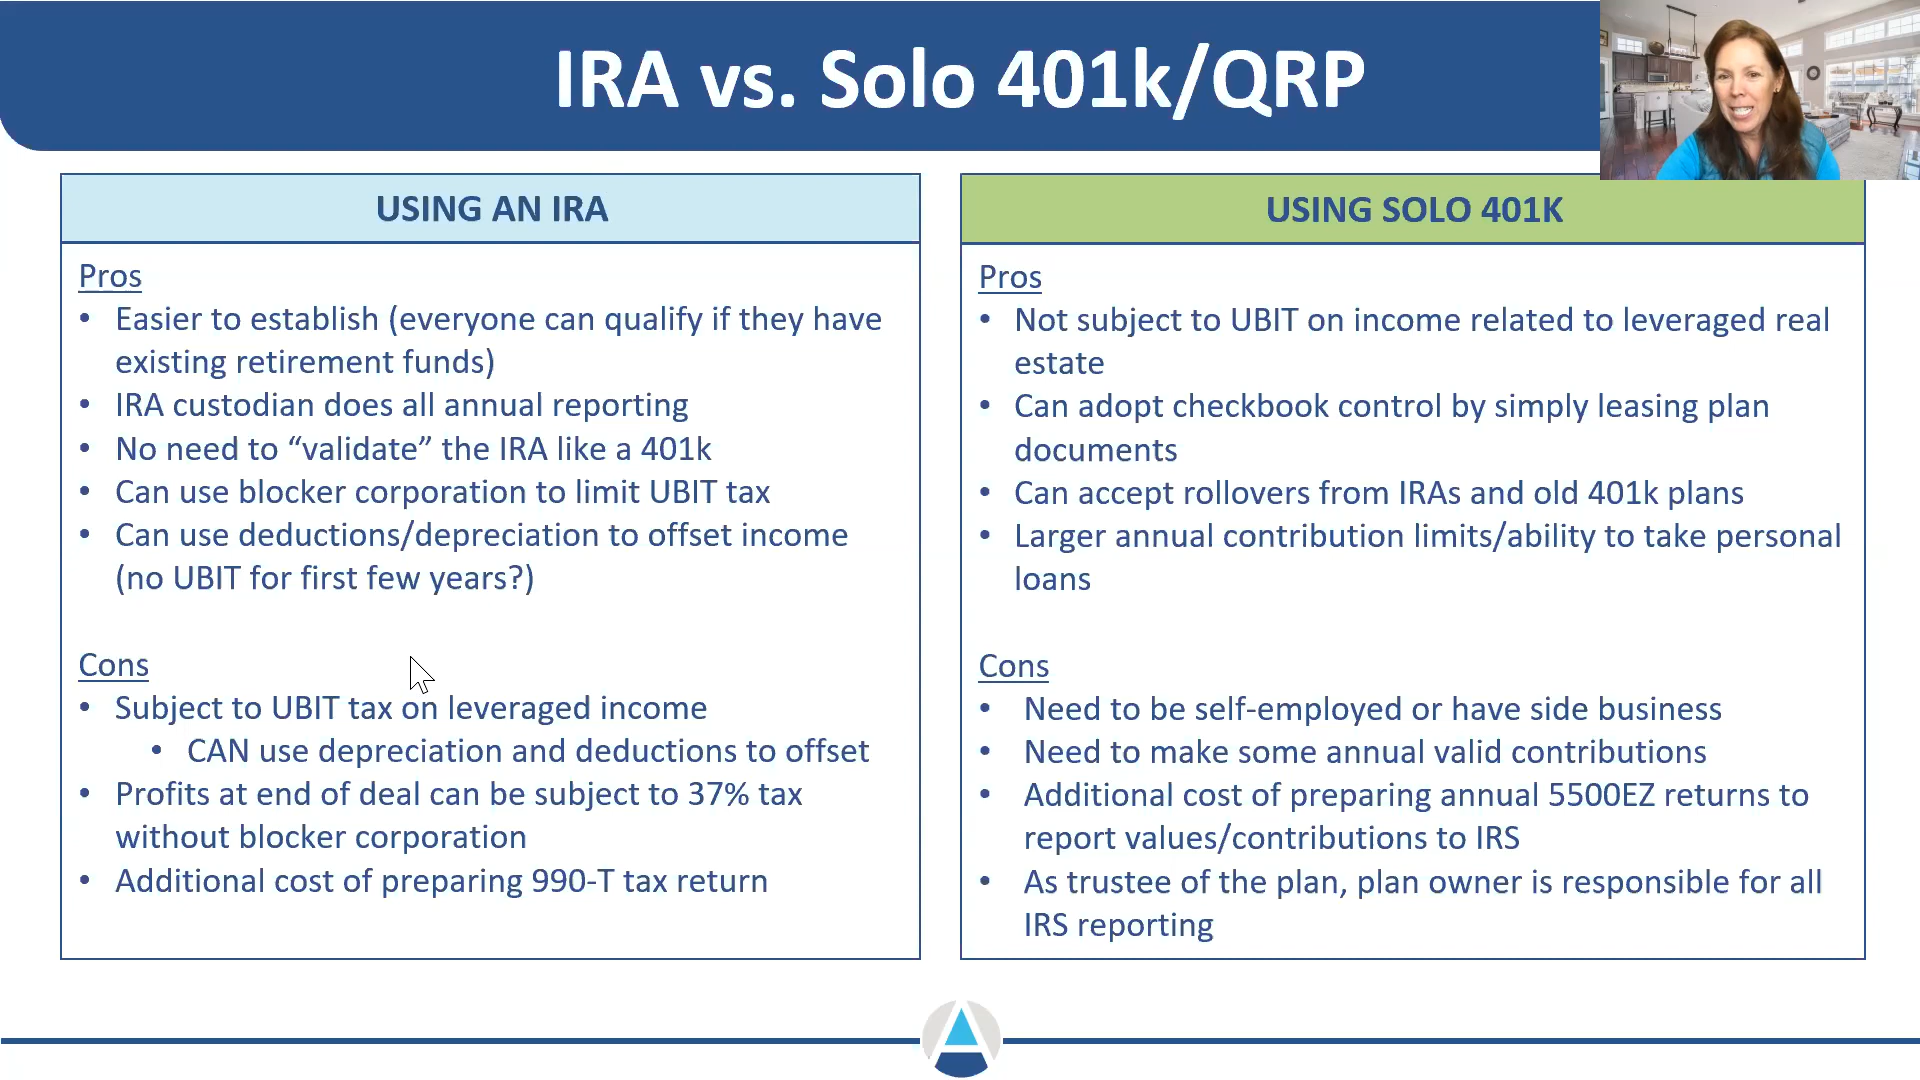 IRA vs. Solo 401k/QRP
USING AN IRA
Pros
• Easier to establish (everyone can qualify if they have
existing retirement funds)
• IRA custodian does all annual reporting
• No need to “validate” the IRA like a 401k
• Can use blocker corporation to limit UBIT tax
• Can use deductions/depreciation to offset income
(no UBIT for first few years?)
Cons
• Subject to UBIT tax on leveraged income
• CAN use depreciation and deductions to offset
• Profits at end of deal can be subject to 37% tax
without blocker corporation
• Additional cost of preparing 990-T tax return
USING SOLO 401K
Pros
• Not subject to UBIT on income related to leveraged real
estate
• Can adopt checkbook control by simply leasing plan
documents
• Can accept rollovers from IRAs and old 401k plans
• Larger annual contribution limits/ability to take personal
loans
Cons
• Need to be self-employed or have side business
• Need to make some annual valid contributions
• Additional cost of preparing annual 5500EZ returns to
report values/contributions to IRS
• As trustee of the plan, plan owner is responsible for all
IRS reporting